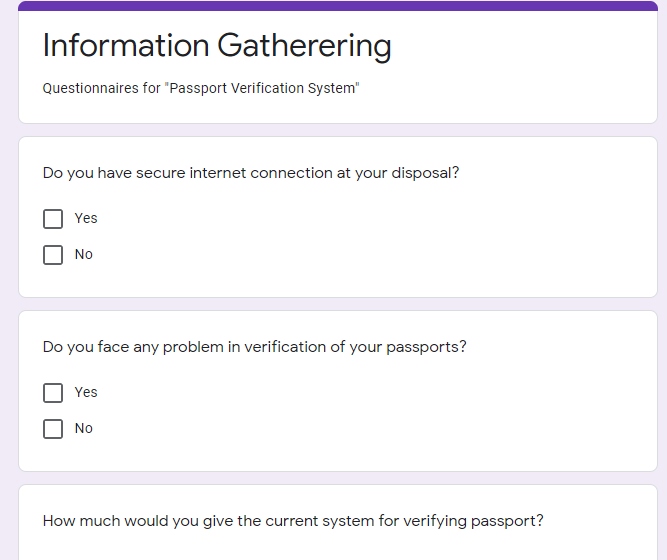 Information Gatherering
Questionnaires for "Passport Verification System"
Do you have secure internet connection at your disposal?
Yes
No
Do you face any problem in verification of your passports?
Yes
No
How much would you give the current system for verifying passport?